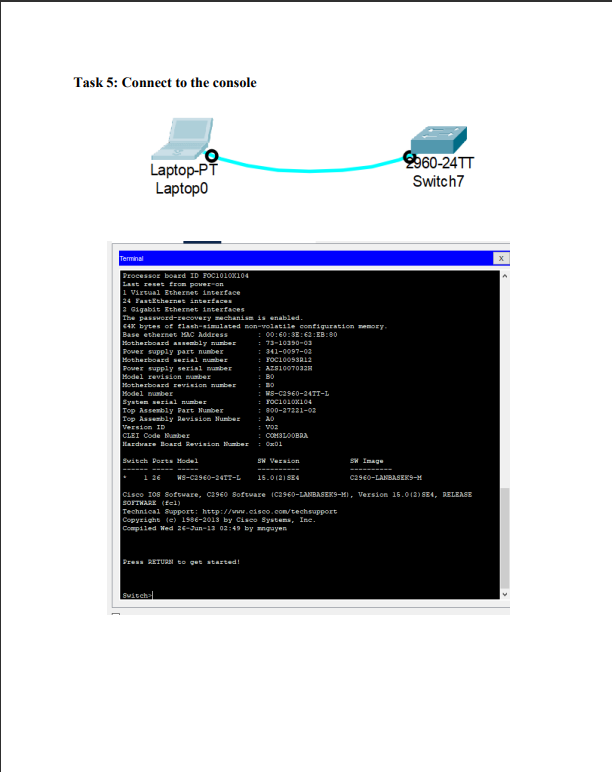 Task 5: Connect to the console
Laptop-PT
Laptop0
2960-24TT
Switch7
Terminal
X
Processor board ID FOC1010X104
Last reset from power-on
1 Virtual Ethernet interface
24 FastEthernet interfaces
2 Gigabit Ethernet interfaces
The password-recovery mechanism is enabled.
64K bytes of flash-simulated non-volatile configuration memory.
Base ethernet MAC Address : 00:60:3E:62:EB:80
Motherboard assembly number : 73-10390-03
Power supply part number : 341-0097-02
Motherboard serial number : FOC10093R12
Power supply serial number : AZS1007032H
Model revision number : B0
Motherboard revision number : B0
Model number : WS-C2960-24TT-L
System serial number : FOC1010X104
Top Assembly Part Number : 800-27221-02
Top Assembly Revision Number : A0
Version ID : V02
CLEI Code Number : COM3L00BRA
Hardware Board Revision Number : 0x01
Switch Ports Model SW Version SW Image
------ ----- ----- ---------- ----------
* 1 26 WS-C2960-24TT-L 15.0(2)SE4 C2960-LANBASEK9-M
Cisco IOS Software, C2960 Software (C2960-LANBASEK9-M), Version 15.0(2)SE4, RELEASE
SOFTWARE (fc1)
Technical Support: http://www.cisco.com/techsupport
Copyright (c) 1986-2013 by Cisco Systems, Inc.
Compiled Wed 26-Jun-13 02:49 by mnguyen
Press RETURN to get started!
Switch>